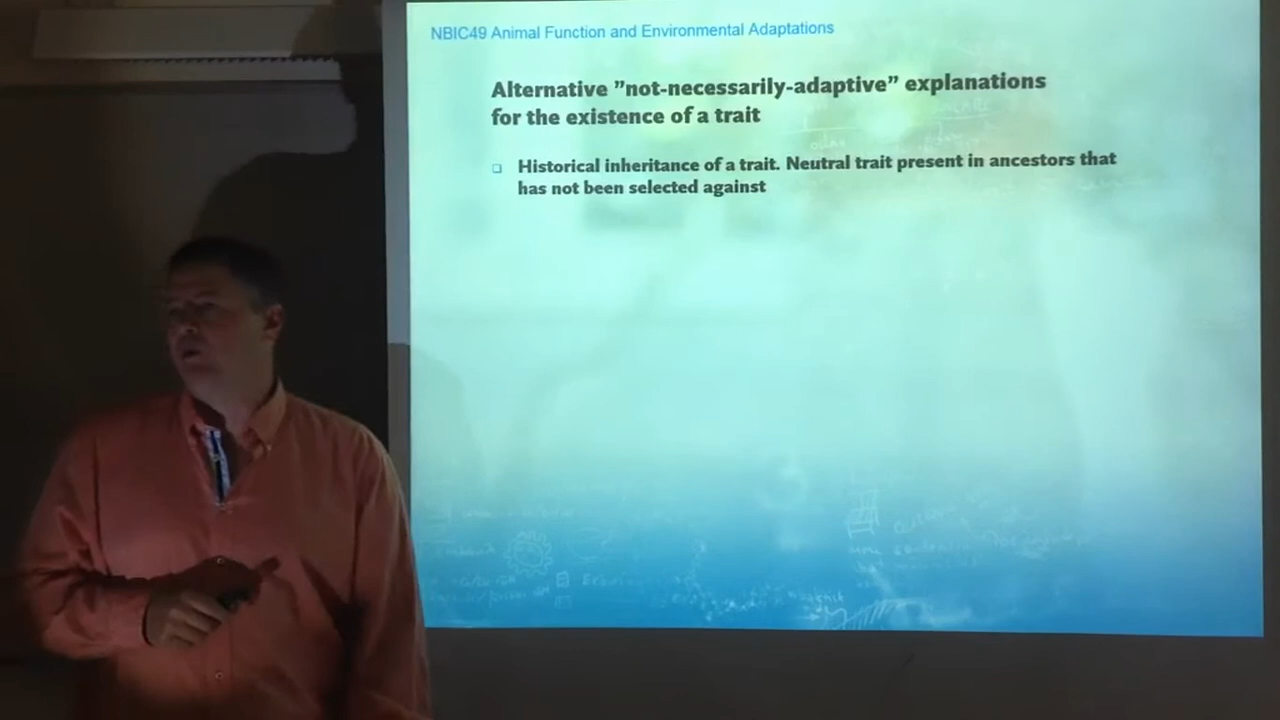 NBIC49 Animal Function and Environmental Adaptations
Alternative ”not-necessarily-adaptive” explanations
for the existence of a trait
Historical inheritance of a trait. Neutral trait present in ancestors that
has not been selected against